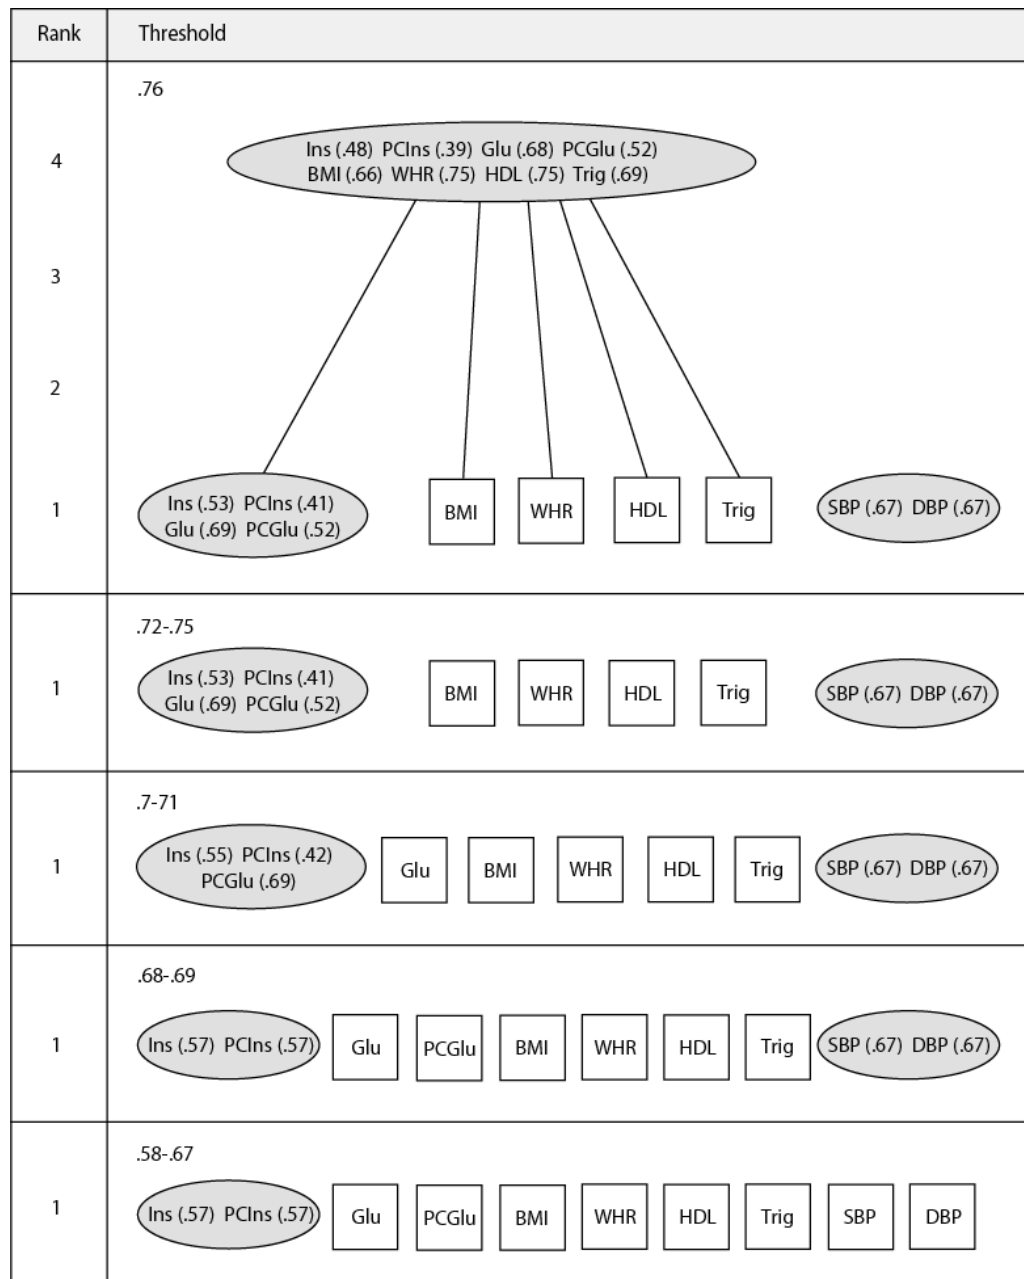 Rank Threshold
.76
4
Ins (.48) PCIns (.39) Glu (.68) PCGlu (.52)
BMI (.66) WHR (.75) HDL (.75) Trig (.69)
3
2
1
Ins (.53) PCIns (.41)
Glu (.69) PCGlu (.52)
BMI
WHR
HDL
Trig
SBP (.67) DBP (.67)
.72-.75
1
Ins (.53) PCIns (.41)
Glu (.69) PCGlu (.52)
BMI
WHR
HDL
Trig
SBP (.67) DBP (.67)
.7-71
1
Ins (.55) PCIns (.42)
PCGlu (.69)
Glu
BMI
WHR
HDL
Trig
SBP (.67) DBP (.67)
.68-.69
1
Ins (.57) PCIns (.57)
Glu
PCGlu
BMI
WHR
HDL
Trig
SBP (.67) DBP (.67)
.58-.67
1
Ins (.57) PCIns (.57)
Glu
PCGlu
BMI
WHR
HDL
Trig
SBP
DBP